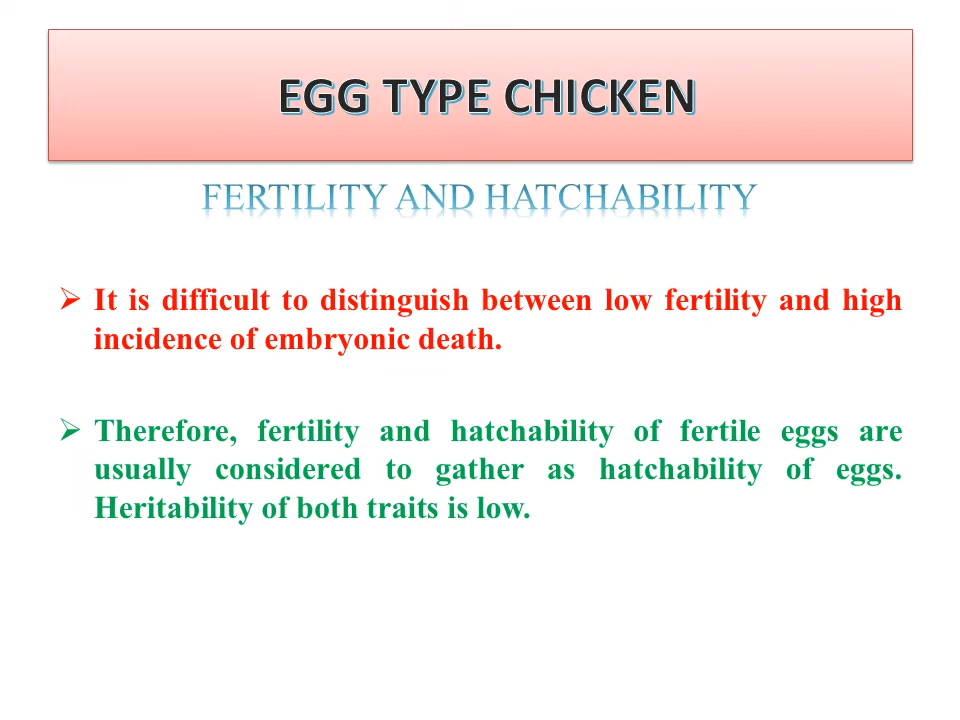 EGG TYPE CHICKEN
FERTILITY AND HATCHABILITY
➢ It is difficult to distinguish between low fertility and high
incidence of embryonic death.
➢ Therefore, fertility and hatchability of fertile eggs are
usually considered to gather as hatchability of eggs.
Heritability of both traits is low.